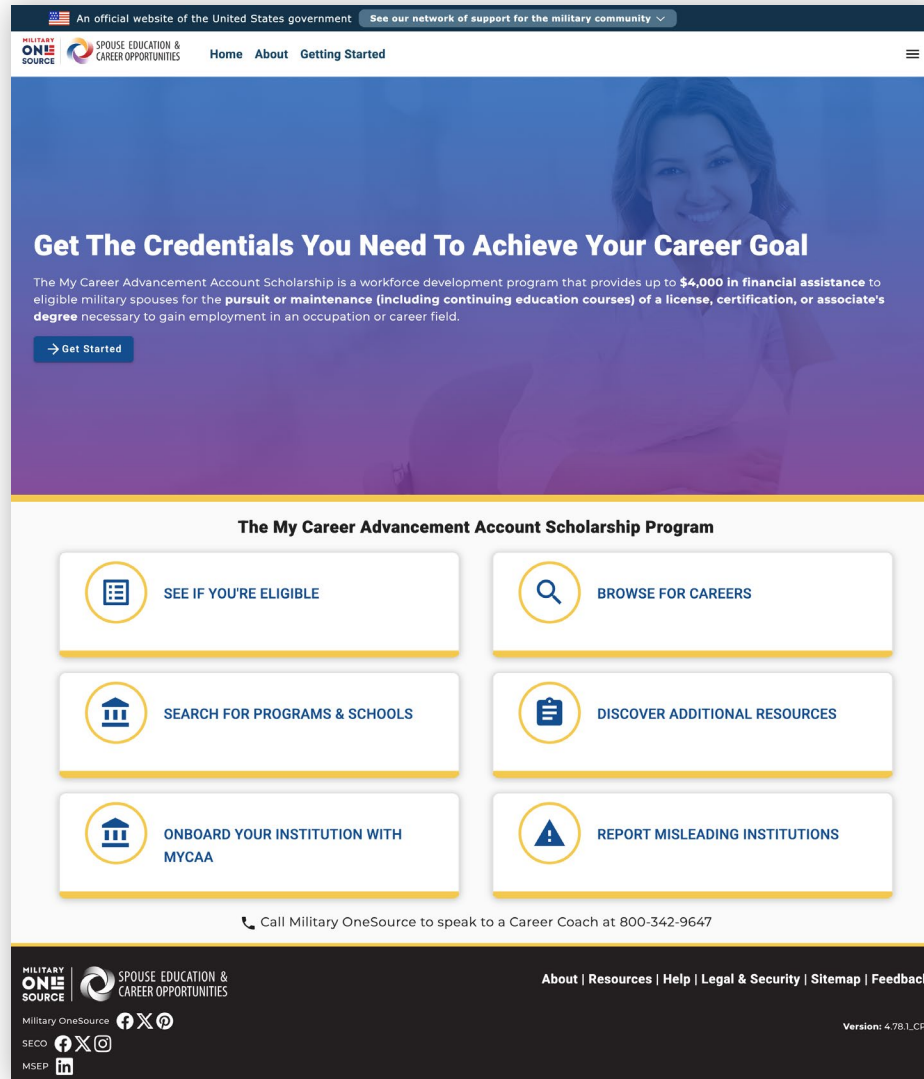 An official website of the United States government See our network of support for the military community
MILITARY
ONE
SOURCE
SPOUSE EDUCATION &
CAREER OPPORTUNITIES
Home About Getting Started
Get The Credentials You Need To Achieve Your Career Goal
The My Career Advancement Account Scholarship is a workforce development program that provides up to $4,000 in financial assistance to
eligible military spouses for the pursuit or maintenance (including continuing education courses) of a license, certification, or associate's
degree necessary to gain employment in an occupation or career field.
Get Started
The My Career Advancement Account Scholarship Program
SEE IF YOU'RE ELIGIBLE
BROWSE FOR CAREERS
SEARCH FOR PROGRAMS & SCHOOLS
DISCOVER ADDITIONAL RESOURCES
ONBOARD YOUR INSTITUTION WITH
MYCAA
REPORT MISLEADING INSTITUTIONS
Call Military OneSource to speak to a Career Coach at 800-342-9647
MILITARY
ONE
SOURCE
SPOUSE EDUCATION &
CAREER OPPORTUNITIES
About | Resources | Help | Legal & Security | Sitemap | Feedback
Military OneSource
Version: 4.78.1_CP
SECO
MSEP in